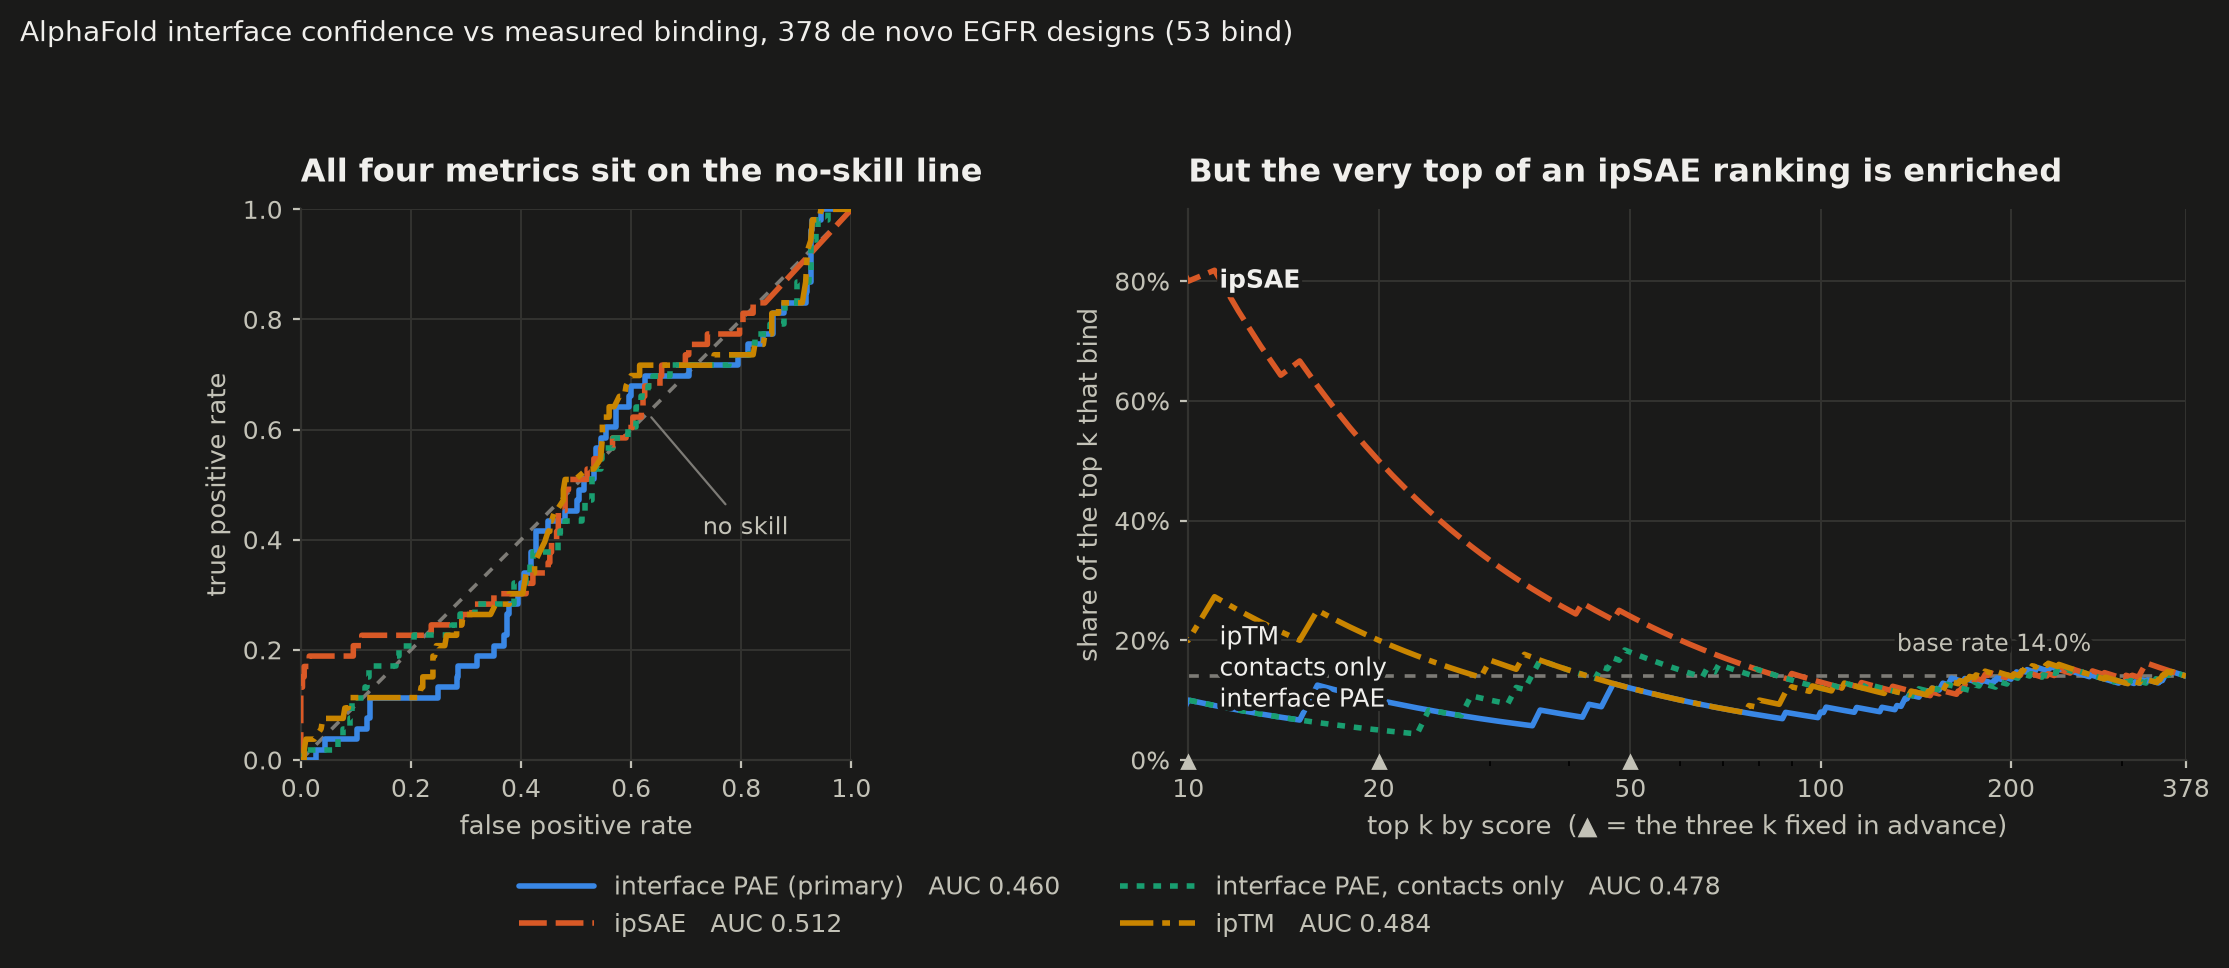 AlphaFold interface confidence vs measured binding, 378 de novo EGFR designs (53 bind)
All four metrics sit on the no-skill line
1.0
0.8
0.6
0.4
0.2
0.0
true positive rate
no skill
0.0 0.2 0.4 0.6 0.8 1.0
false positive rate
But the very top of an ipSAE ranking is enriched
80%
60%
40%
20%
0%
share of the top k that bind
ipSAE
ipTM
contacts only
interface PAE
base rate 14.0%
10 20 50 100 200 378
top k by score (▲ = the three k fixed in advance)
interface PAE (primary) AUC 0.460
ipSAE AUC 0.512
interface PAE, contacts only AUC 0.478
ipTM AUC 0.484